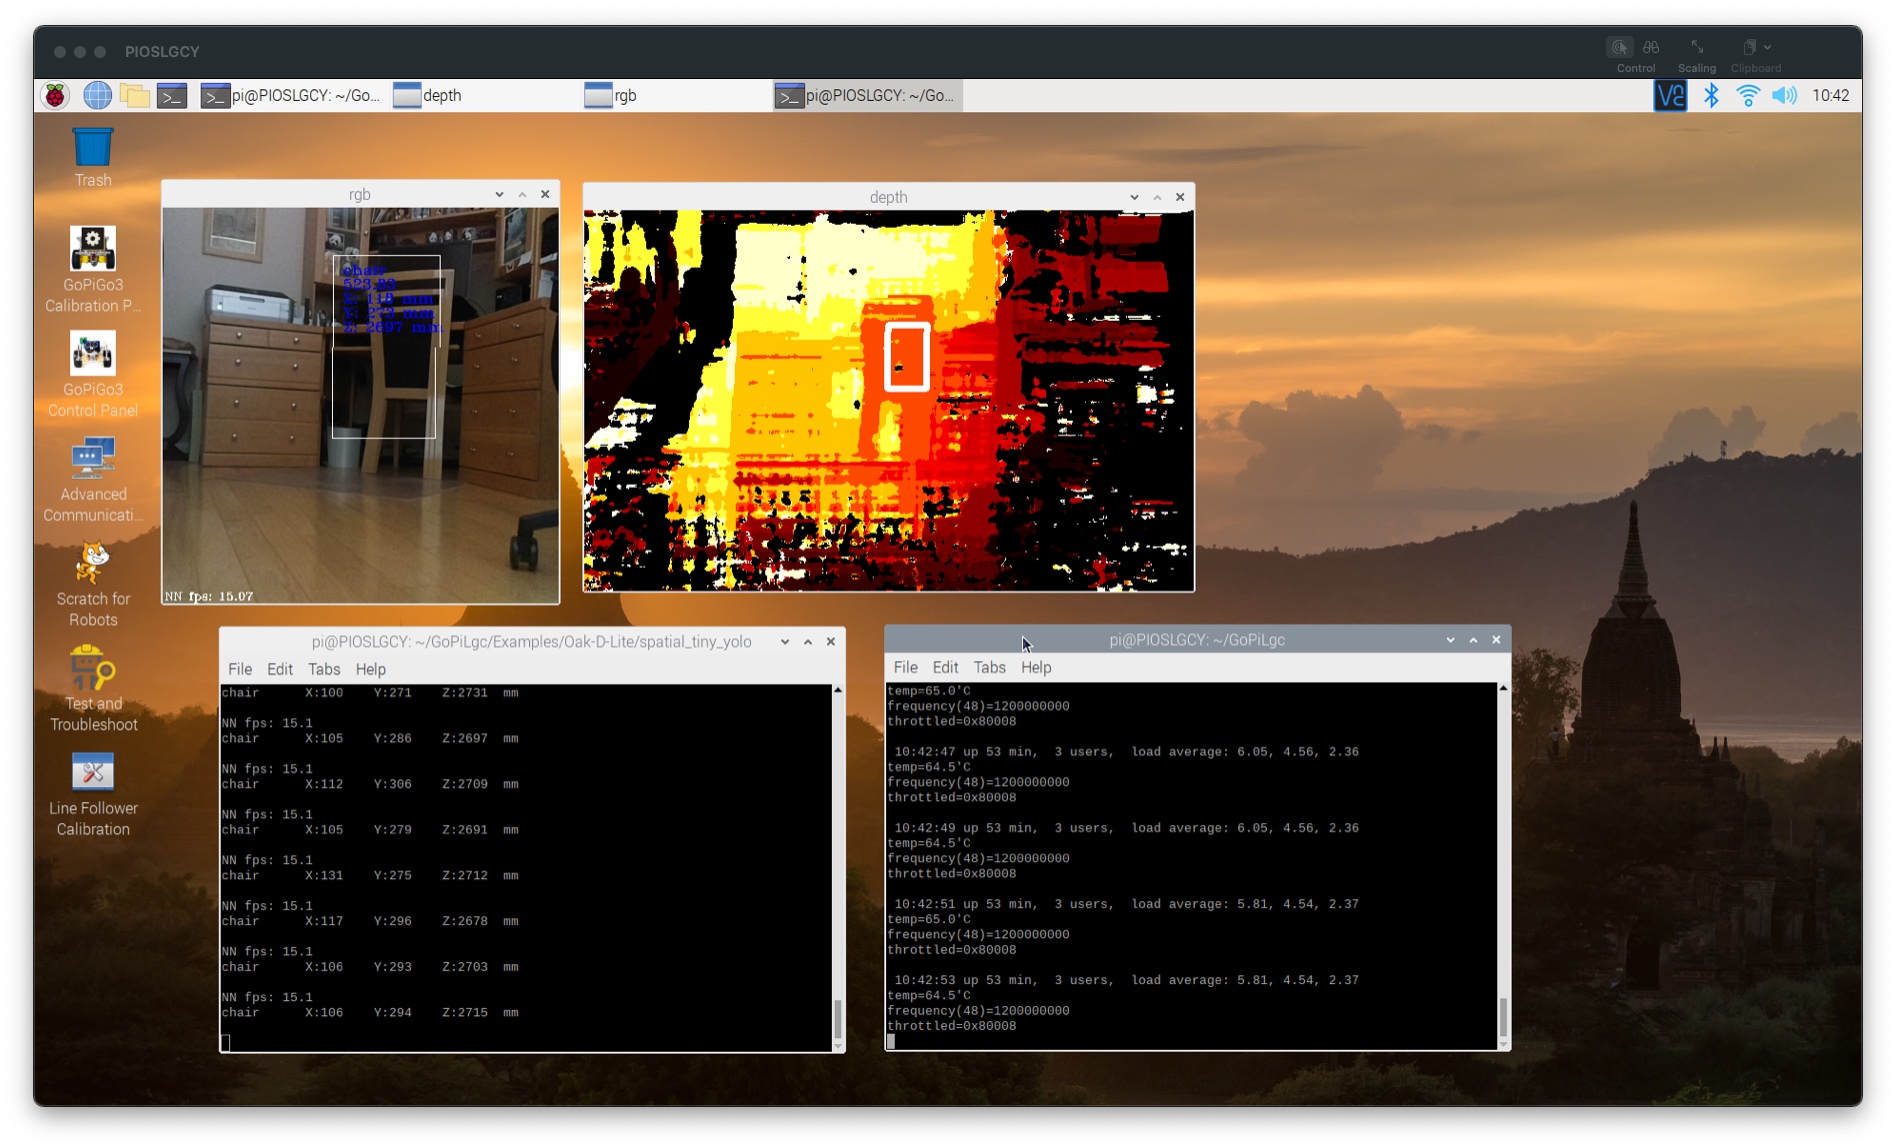 PIOSLGCY
Control
Scaling
Clipboard
pi@PIOSLGCY: ~/Go...
depth
rgb
pi@PIOSLGCY: ~/Go...
10:42
Trash
GoPiGo3
Calibration P...
GoPiGo3
Control Panel
Advanced
Communicati...
Scratch for
Robots
Test and
Troubleshoot
Line Follower
Calibration
rgb
chair
X: 118 mm
Y: 273 mm
Z: 2697 mm
NN fps: 15.07
depth
pi@PIOSLGCY: ~/GoPiLgc/Examples/Oak-D-Lite/spatial_tiny_yolo
File Edit Tabs Help
chair X:100 Y:271 Z:2731 mm
NN fps: 15.1
chair X:105 Y:286 Z:2697 mm
NN fps: 15.1
chair X:112 Y:306 Z:2709 mm
NN fps: 15.1
chair X:105 Y:279 Z:2691 mm
NN fps: 15.1
chair X:131 Y:275 Z:2712 mm
NN fps: 15.1
chair X:117 Y:296 Z:2678 mm
NN fps: 15.1
chair X:106 Y:293 Z:2703 mm
NN fps: 15.1
chair X:106 Y:294 Z:2715 mm
pi@PIOSLGCY: ~/GoPiLgc
File Edit Tabs Help
temp=65.0'C
frequency(48)=1200000000
throttled=0x80008
10:42:47 up 53 min, 3 users, load average: 6.05, 4.56, 2.36
temp=64.5'C
frequency(48)=1200000000
throttled=0x80008
10:42:49 up 53 min, 3 users, load average: 6.05, 4.56, 2.36
temp=64.5'C
frequency(48)=1200000000
throttled=0x80008
10:42:51 up 53 min, 3 users, load average: 5.81, 4.54, 2.37
temp=65.0'C
frequency(48)=1200000000
throttled=0x80008
10:42:53 up 53 min, 3 users, load average: 5.81, 4.54, 2.37
temp=64.5'C
frequency(48)=1200000000
throttled=0x80008